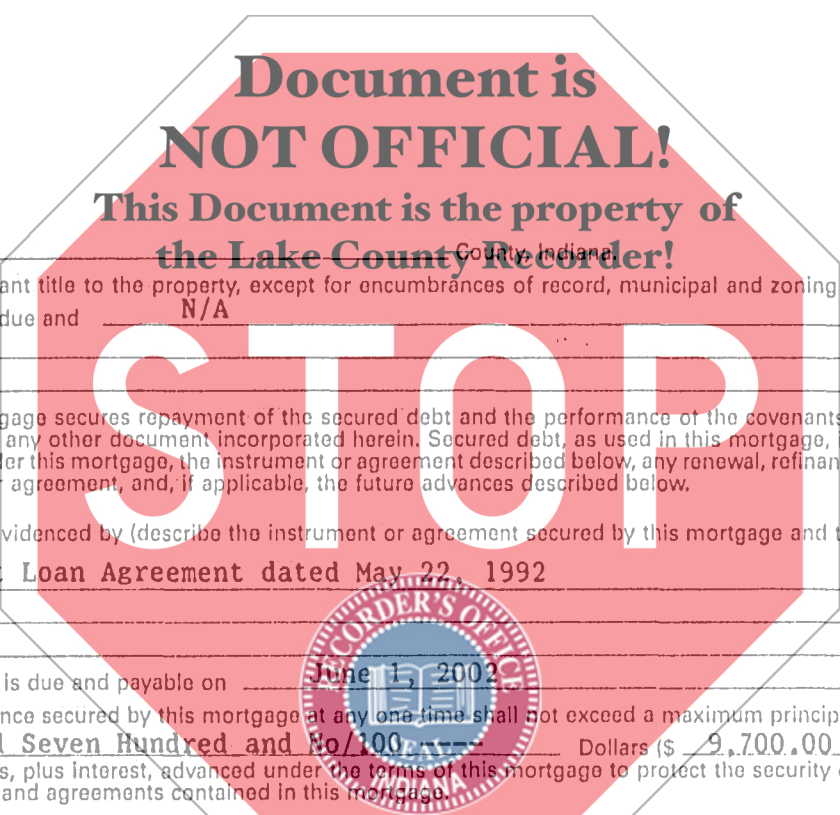 Document is
NOT OFFICIAL!
This Document is the property of
the Lake County Recorder!
County, Indiana.
ant title to the property, except for encumbrances of record, municipal and zoning
due and N/A
STOP
gage secures repayment of the secured debt and the performance of the covenants
any other document incorporated herein. Secured debt, as used in this mortgage,
der this mortgage, the instrument or agreement described below, any renewal, refinan
agreement, and, if applicable, the future advances described below.
videnced by (describe the instrument or agreement secured by this mortgage and t
Loan Agreement dated May 22, 1992
RECORDER'S OFFICE
SEAL
INDIANA
is due and payable on June 1, 2002
nce secured by this mortgage at any one time shall not exceed a maximum princip
Seven Hundred and No/100 ---- Dollars ($ 9,700.00
s, plus interest, advanced under the terms of this mortgage to protect the security
and agreements contained in this mortgage.